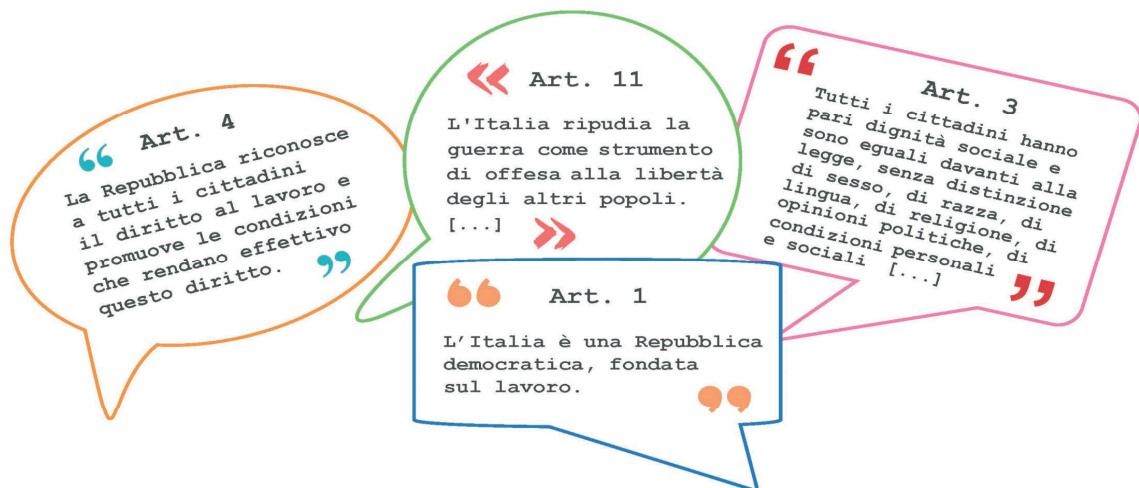 “ Art. 4
La Repubblica riconosce
a tutti i cittadini
il diritto al lavoro e
promuove le condizioni
che rendano effettivo
questo diritto. ”
« Art. 11
L'Italia ripudia la
guerra come strumento
di offesa alla libertà
degli altri popoli.
[...] »
“ Art. 3
Tutti i cittadini hanno
pari dignità sociale e
sono eguali davanti alla
legge, senza distinzione
di sesso, di razza, di
lingua, di religione, di
opinioni politiche, di
condizioni personali
e sociali [...] ”
“ Art. 1
L’Italia è una Repubblica
democratica, fondata
sul lavoro. ”